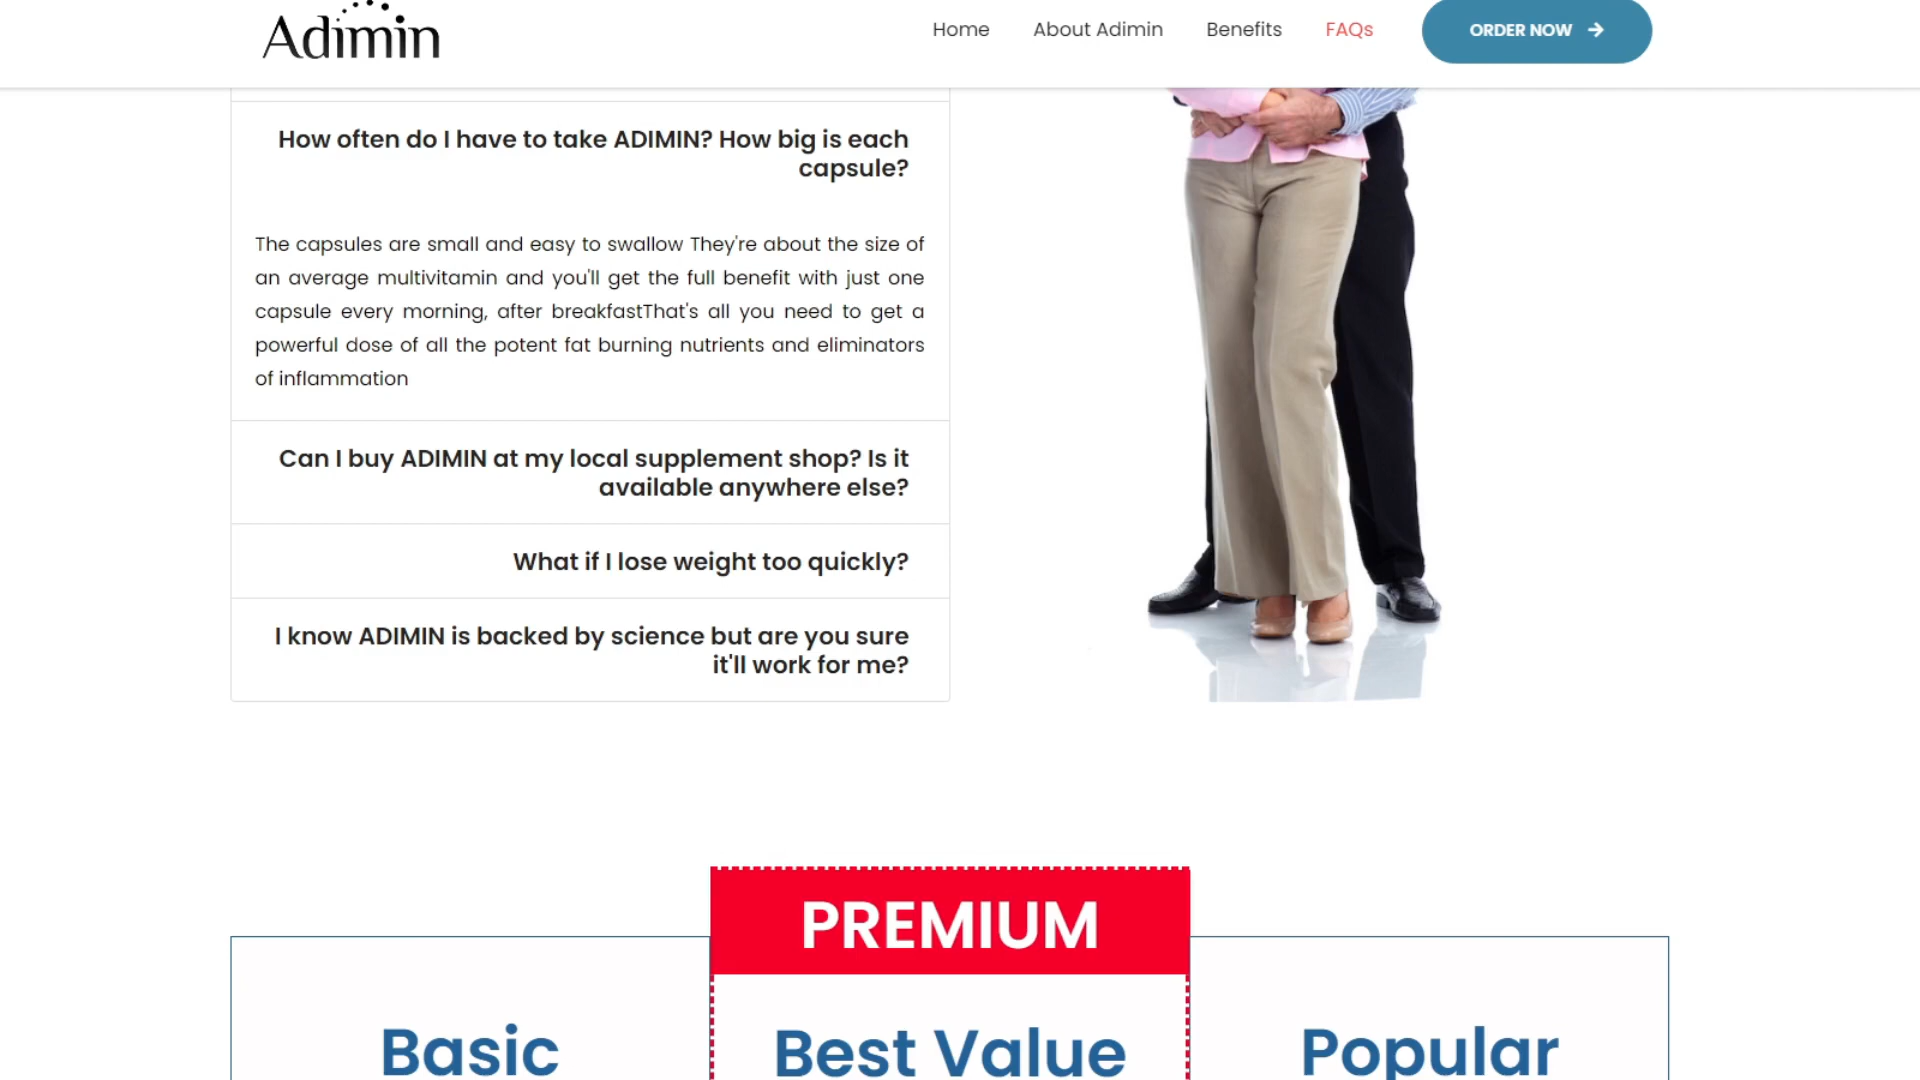 Adimin
Home
About Adimin
Benefits
FAQs
ORDER NOW
How often do I have to take ADIMIN? How big is each
capsule?
The capsules are small and easy to swallow They're about the size of
an average multivitamin and you'll get the full benefit with just one
capsule every morning, after breakfastThat's all you need to get a
powerful dose of all the potent fat burning nutrients and eliminators
of inflammation
Can I buy ADIMIN at my local supplement shop? Is it
available anywhere else?
What if I lose weight too quickly?
I know ADIMIN is backed by science but are you sure
it'll work for me?
PREMIUM
Basic
Best Value
Popular